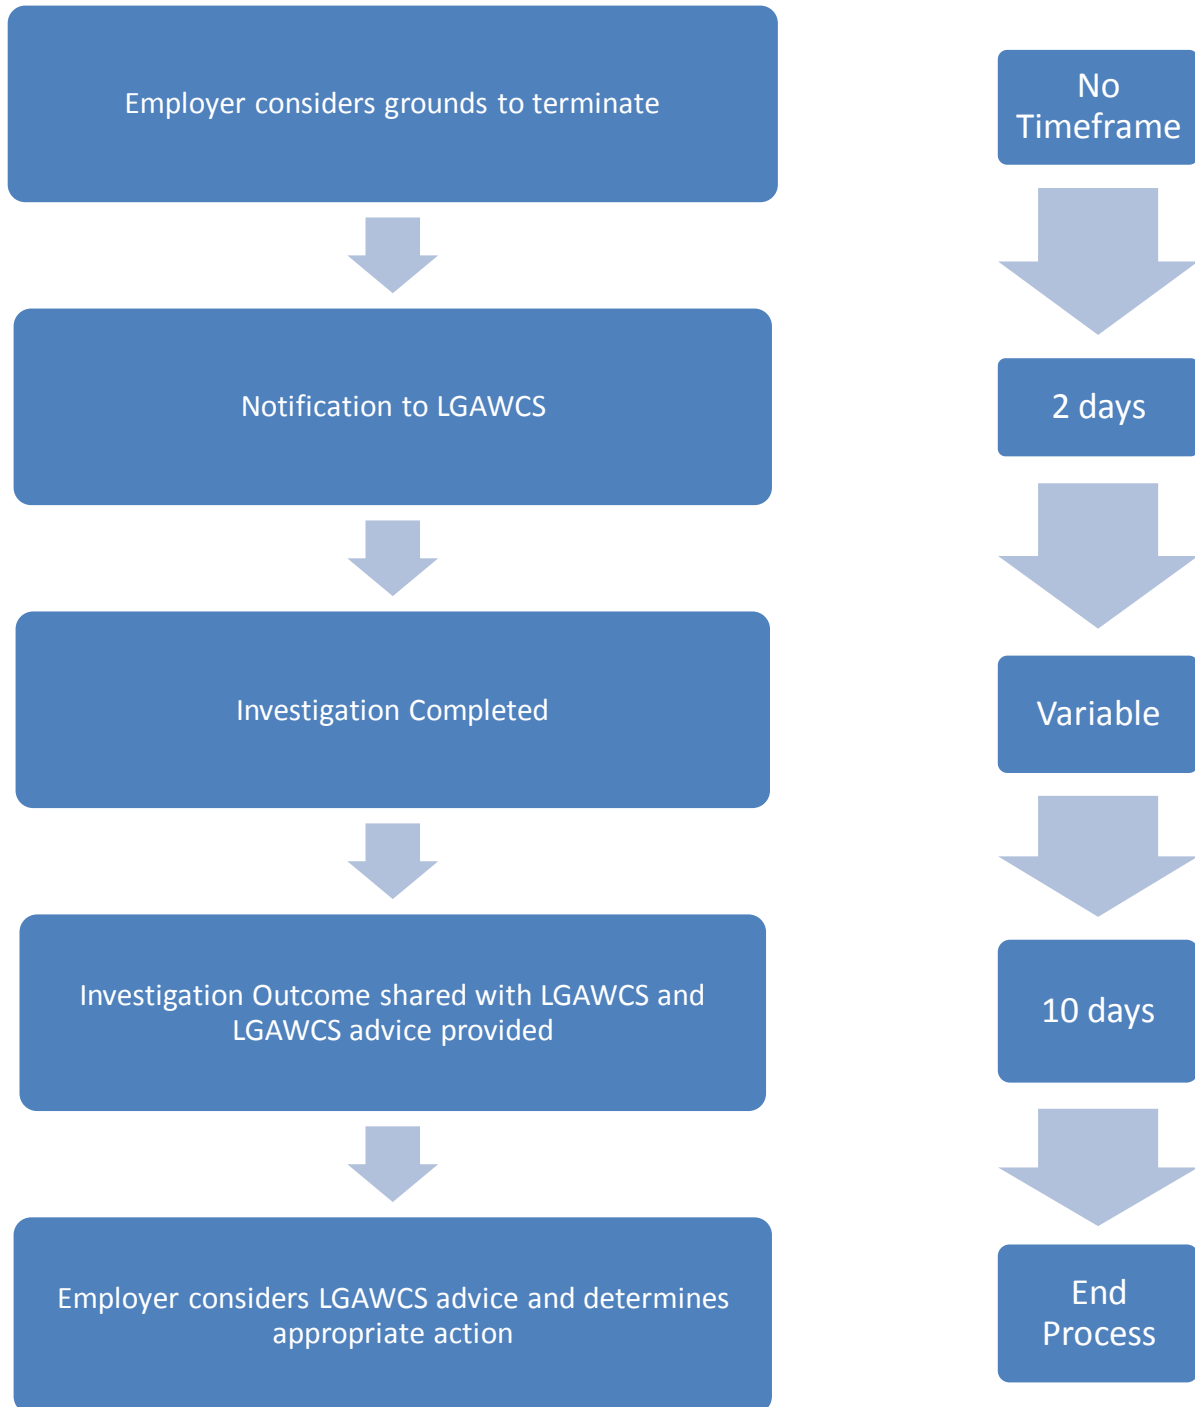 Employer considers grounds to terminate
No
Timeframe
Notification to LGAWCS
2 days
Investigation Completed
Variable
Investigation Outcome shared with LGAWCS and
LGAWCS advice provided
10 days
Employer considers LGAWCS advice and determines
appropriate action
End
Process